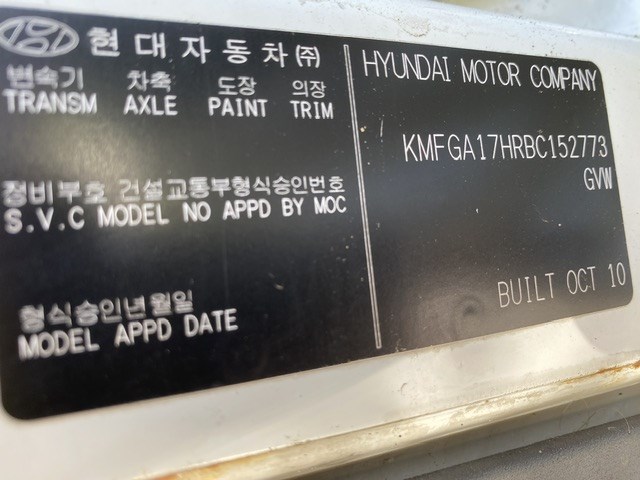 현대자동차(주)
변속기 차축 도장 의장
TRANSM AXLE PAINT TRIM
정비부호 건설교통부형식승인번호
S.V.C MODEL NO APPD BY MOC
형식승인년월일
MODEL APPD DATE
HYUNDAI MOTOR COMPANY
KMFGA17HRBC152773
GVW
BUILT OCT 10